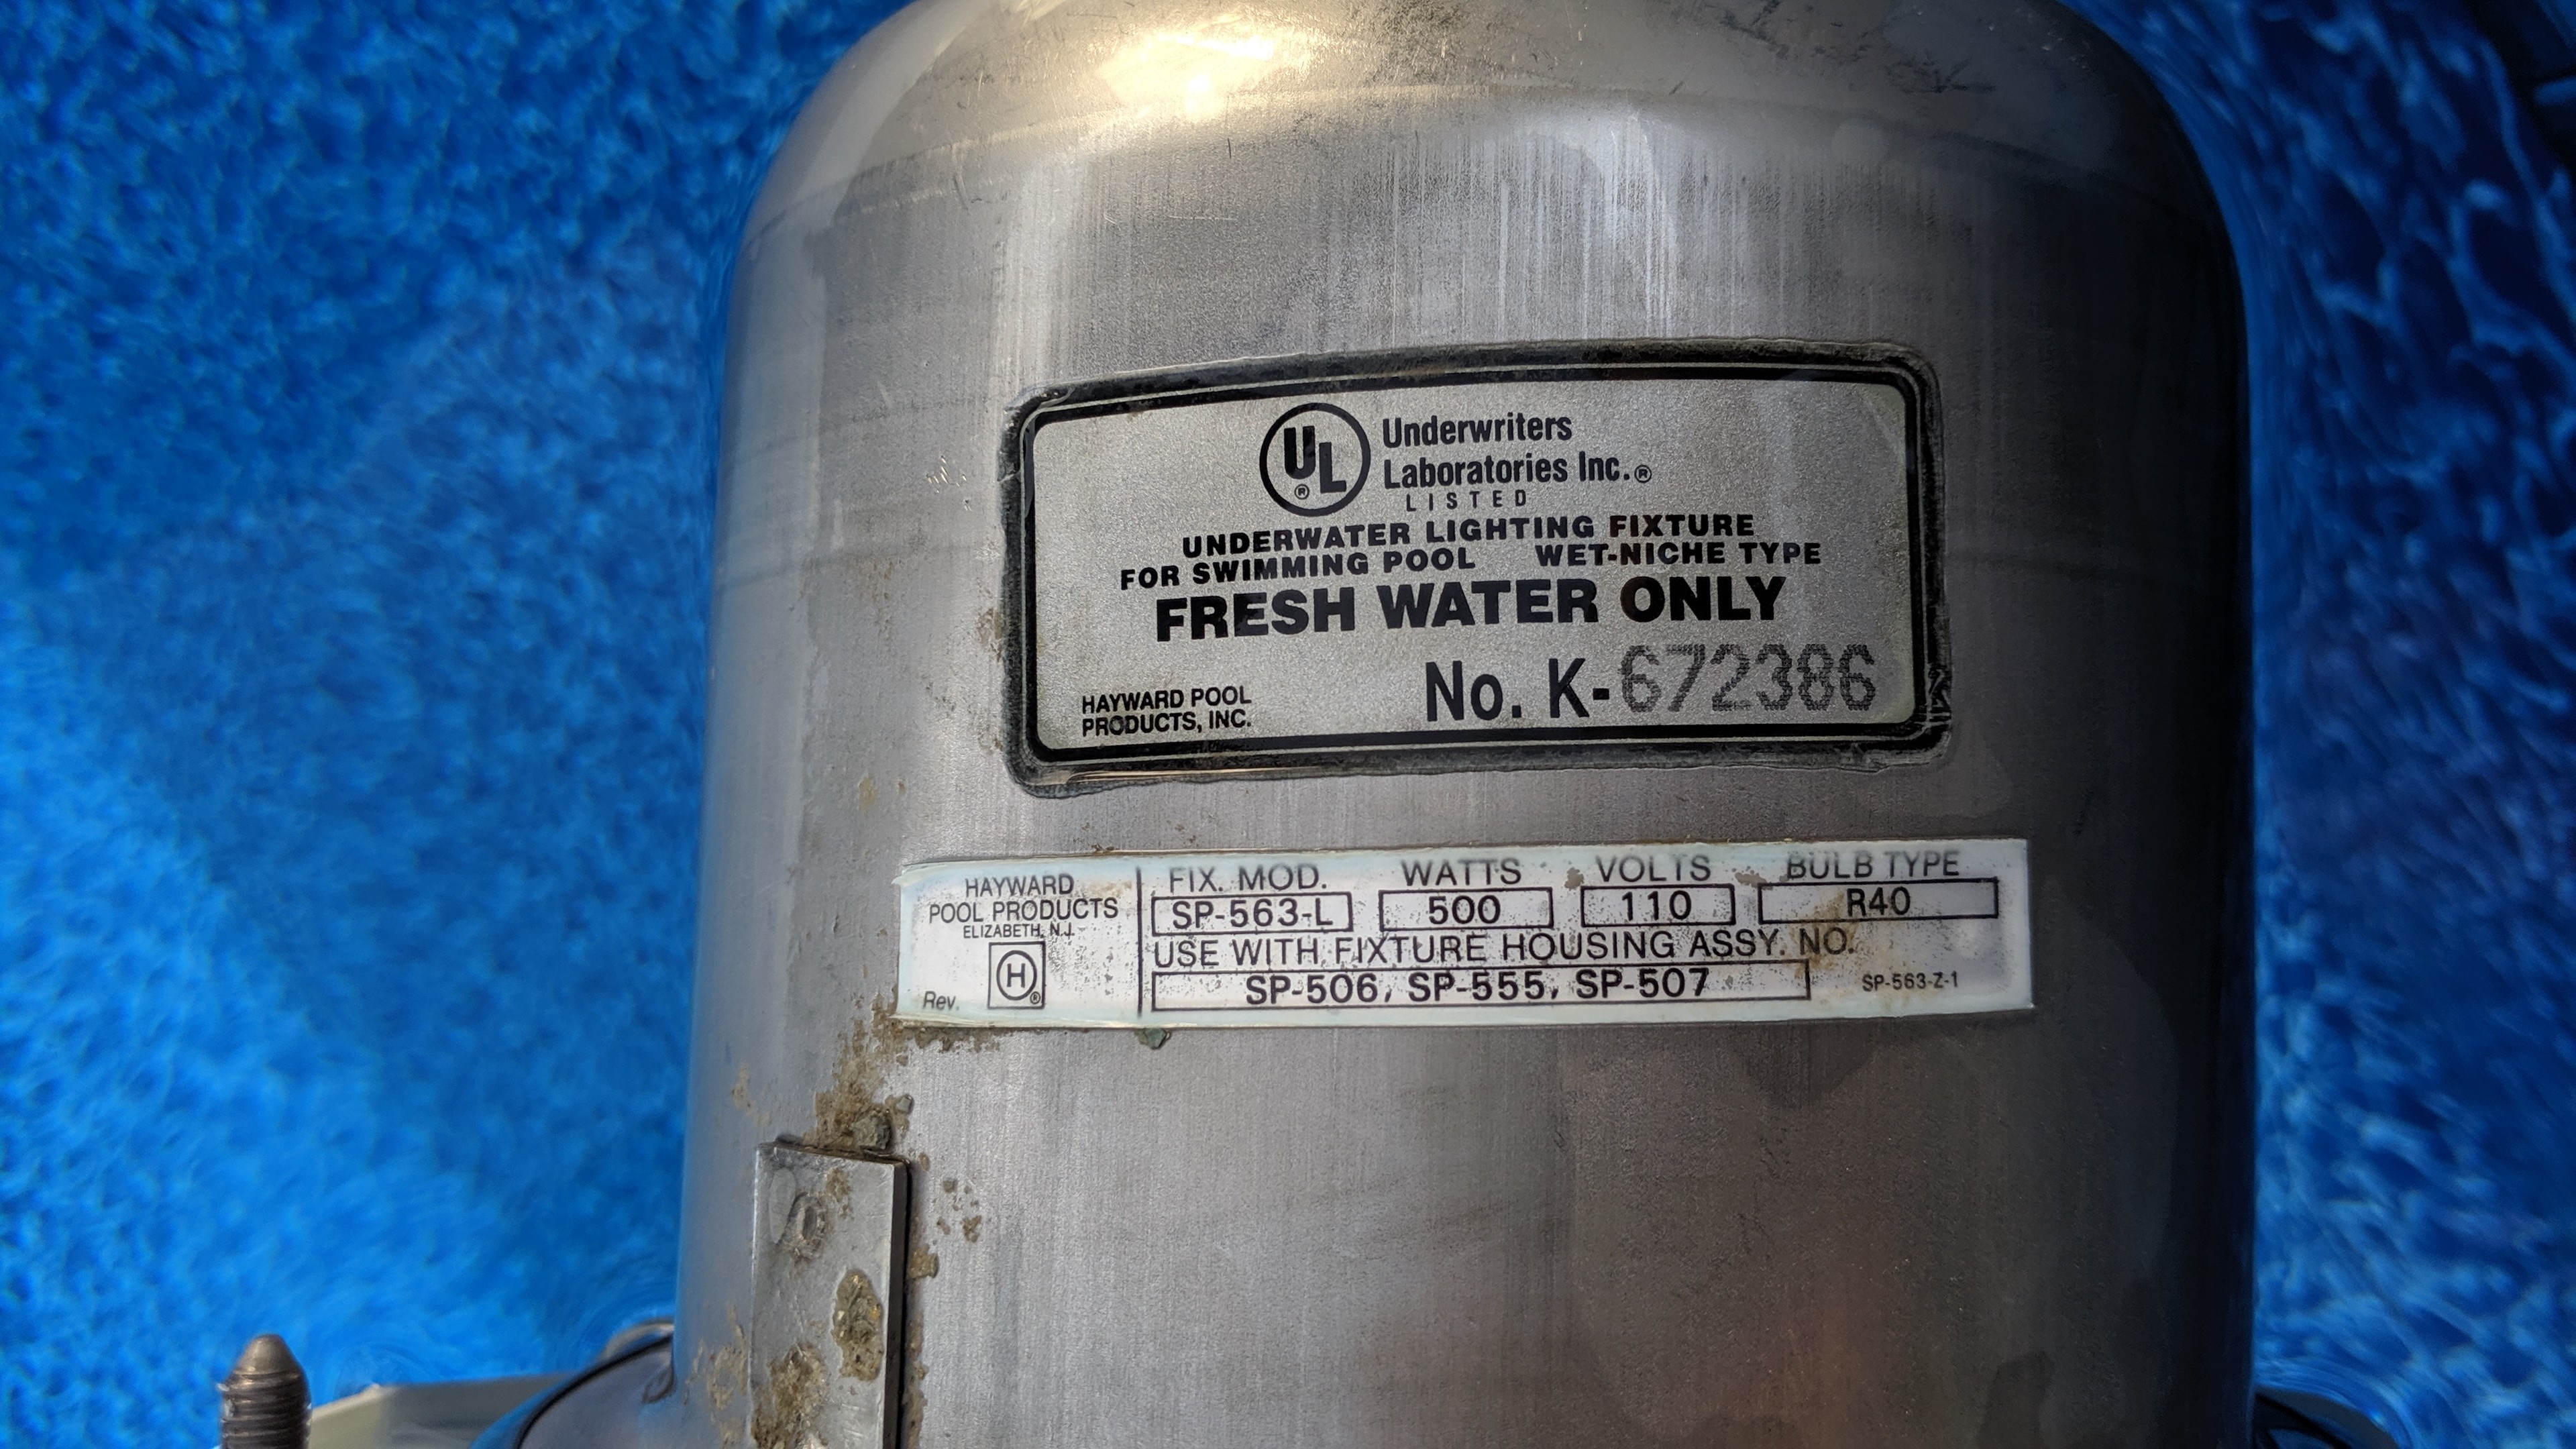 UL ® Underwriters
Laboratories Inc.®
LISTED
UNDERWATER LIGHTING FIXTURE
FOR SWIMMING POOL WET-NICHE TYPE
FRESH WATER ONLY
HAYWARD POOL
PRODUCTS, INC.
No. K-672386
HAYWARD
POOL PRODUCTS
ELIZABETH, N.J.
Rev. H ®
FIX. MOD. WATTS VOLTS BULB TYPE
SP-563-L 500 110 R40
USE WITH FIXTURE HOUSING ASSY. NO.
SP-506, SP-555, SP-507 SP-563-Z-1